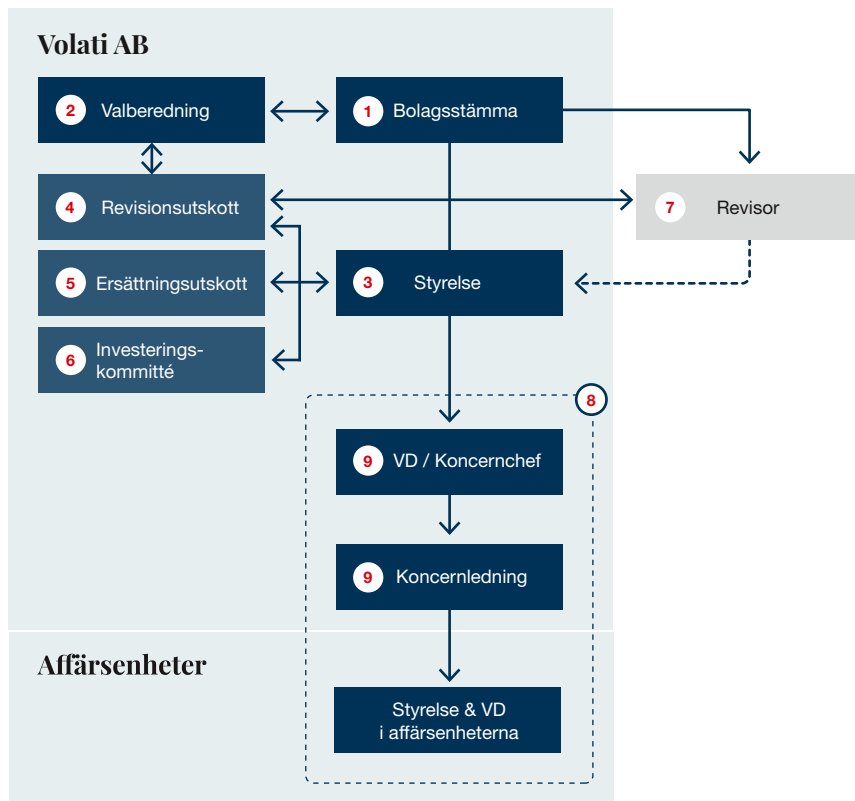 Volati AB
2 Valberedning
1 Bolagsstämma
4 Revisionsutskott
7 Revisor
5 Ersättningsutskott
3 Styrelse
6 Investerings-
kommitté
8
9 VD / Koncernchef
9 Koncernledning
Affärsenheter
Styrelse & VD
i affärsenheterna